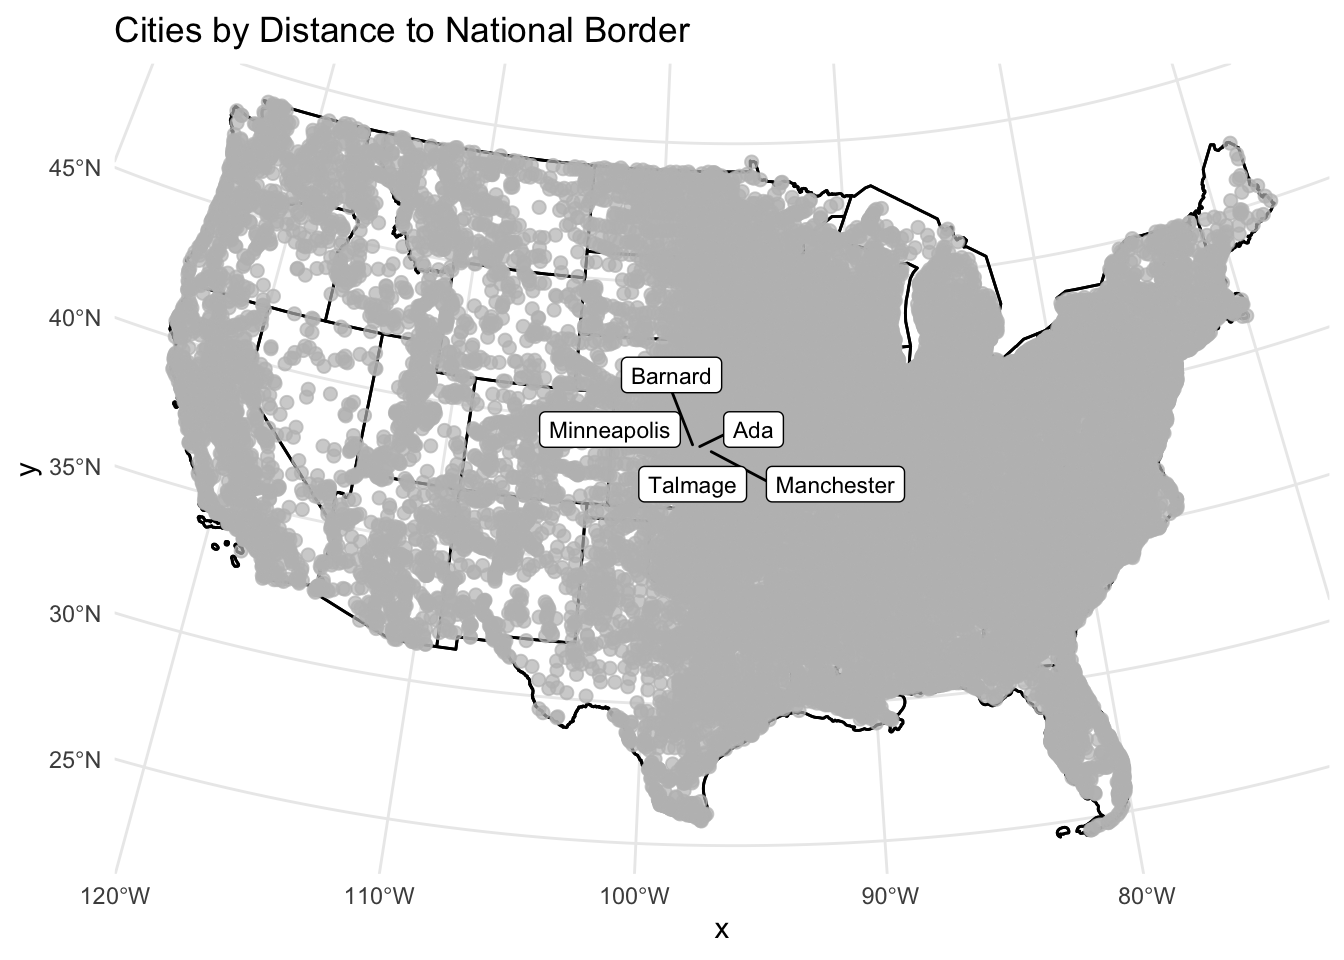 Cities by Distance to National Border
45°N
40°N
35°N
30°N
25°N
y
Barnard
Minneapolis
Ada
Talmage
Manchester
120°W
110°W
100°W
90°W
80°W
x